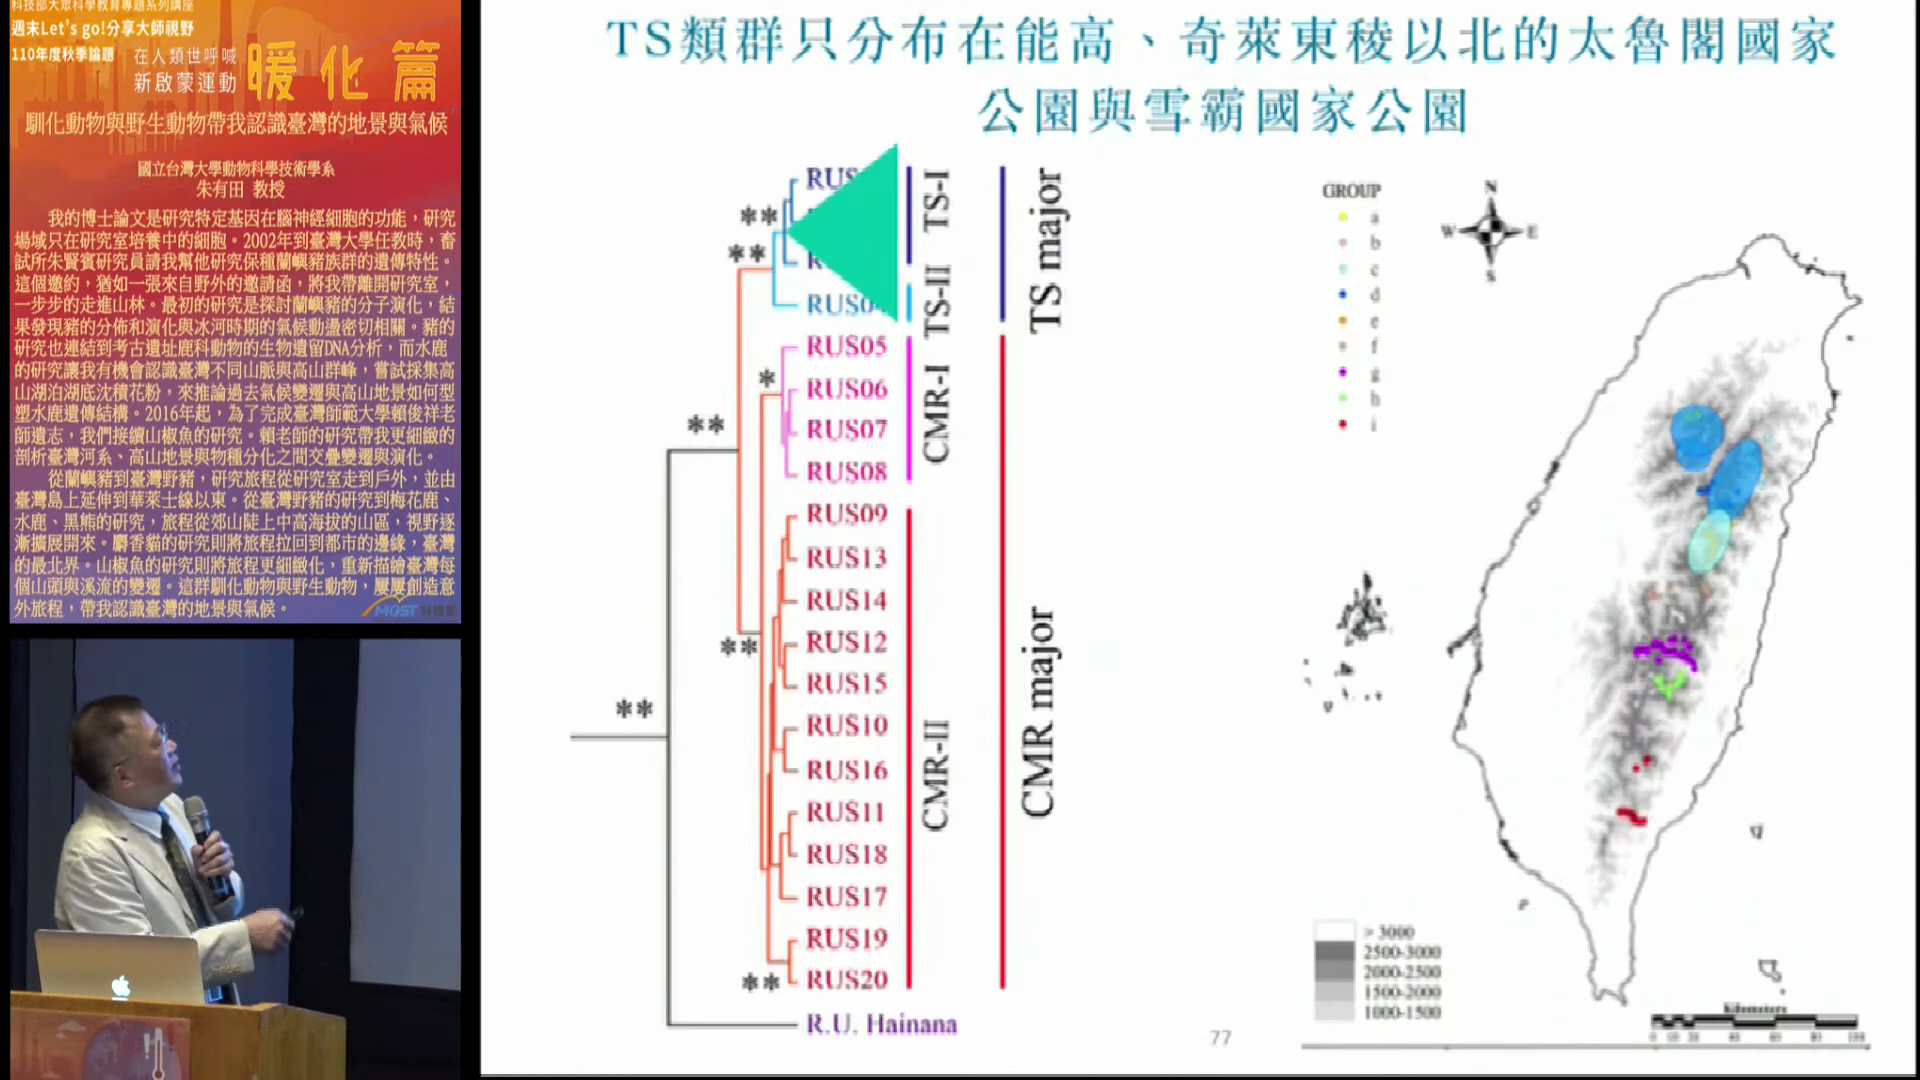 科技部大眾科學教育專題系列講座
週末Let's go!分享大師視野
110年度秋季論題
在人類世呼喊
新啟蒙運動
暖化篇
馴化動物與野生動物帶我認識臺灣的地景與氣候
國立台灣大學動物科學技術學系
朱有田 教授
我的博士論文是研究特定基因在腦神經細胞的功能，研究
場域只在研究室培養中的細胞。2002年到臺灣大學任教時，畜
試所朱賢斌研究員請我幫他研究保種蘭嶼豬族群的遺傳特性。
這個邀約，猶如一張來自野外的邀請函，將我帶離開研究室，
一步步的走進山林。最初的研究是探討蘭嶼豬的分子演化，結
果發現豬的分佈和演化與冰河時期的氣候動盪密切相關。豬的
研究也連結到考古遺址鹿科動物的生物遺留DNA分析，而水鹿
的研究讓我有機會認識臺灣不同山脈與高山群峰，嘗試採集高
山湖泊湖底沈積花粉，來推論過去氣候變遷與高山地景如何型
塑水鹿遺傳結構。2016年起，為了完成臺灣師範大學賴俊祥老
師遺志，我們接續山椒魚的研究。賴老師的研究帶我更細緻的
剖析臺灣河系、高山地景與物種分化之間交疊變遷與演化。
從蘭嶼豬到臺灣野豬，研究旅程從研究室走到戶外，並由
臺灣島上延伸到華萊士線以東。從臺灣野豬的研究到梅花鹿、
水鹿、黑熊的研究，旅程從郊山陡上中高海拔的山區，視野逐
漸擴展開來。麝香貓的研究則將旅程拉回到都市的邊緣，臺灣
的最北界。山椒魚的研究則將旅程更細緻化，重新描繪臺灣每
個山頭與溪流的變遷。這群馴化動物與野生動物，屢屢創造意
外旅程，帶我認識臺灣的地景與氣候。
MOST 科技部
TS類群只分布在能高、奇萊東稜以北的太魯閣國家
公園與雪霸國家公園
** ** ** * ** ** **
RUS05
RUS06
RUS07
RUS08
RUS09
RUS13
RUS14
RUS12
RUS15
RUS10
RUS16
RUS11
RUS18
RUS17
RUS19
RUS20
R.U. Hainana
TS-I
TS-II
CMR-I
CMR-II
TS major
CMR major
77
GROUP
a
b
c
d
e
f
g
h
i
N
W E
S
> 3000
2500-3000
2000-2500
1500-2000
1000-1500
Kilometers